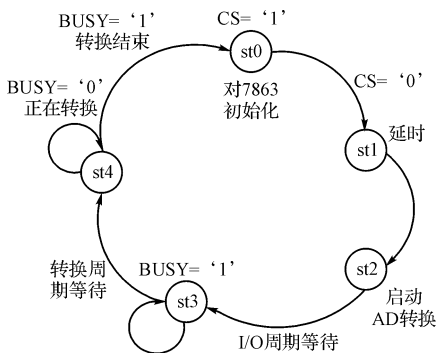 BUSY=‘1’
转换结束
CS=‘1’
st0
对7863
初始化
CS=‘0’
st1
延时
st2
启动
AD转换
I/O周期等待
BUSY=‘1’
st3
转换周
期等待
BUSY=‘0’
正在转换
st4